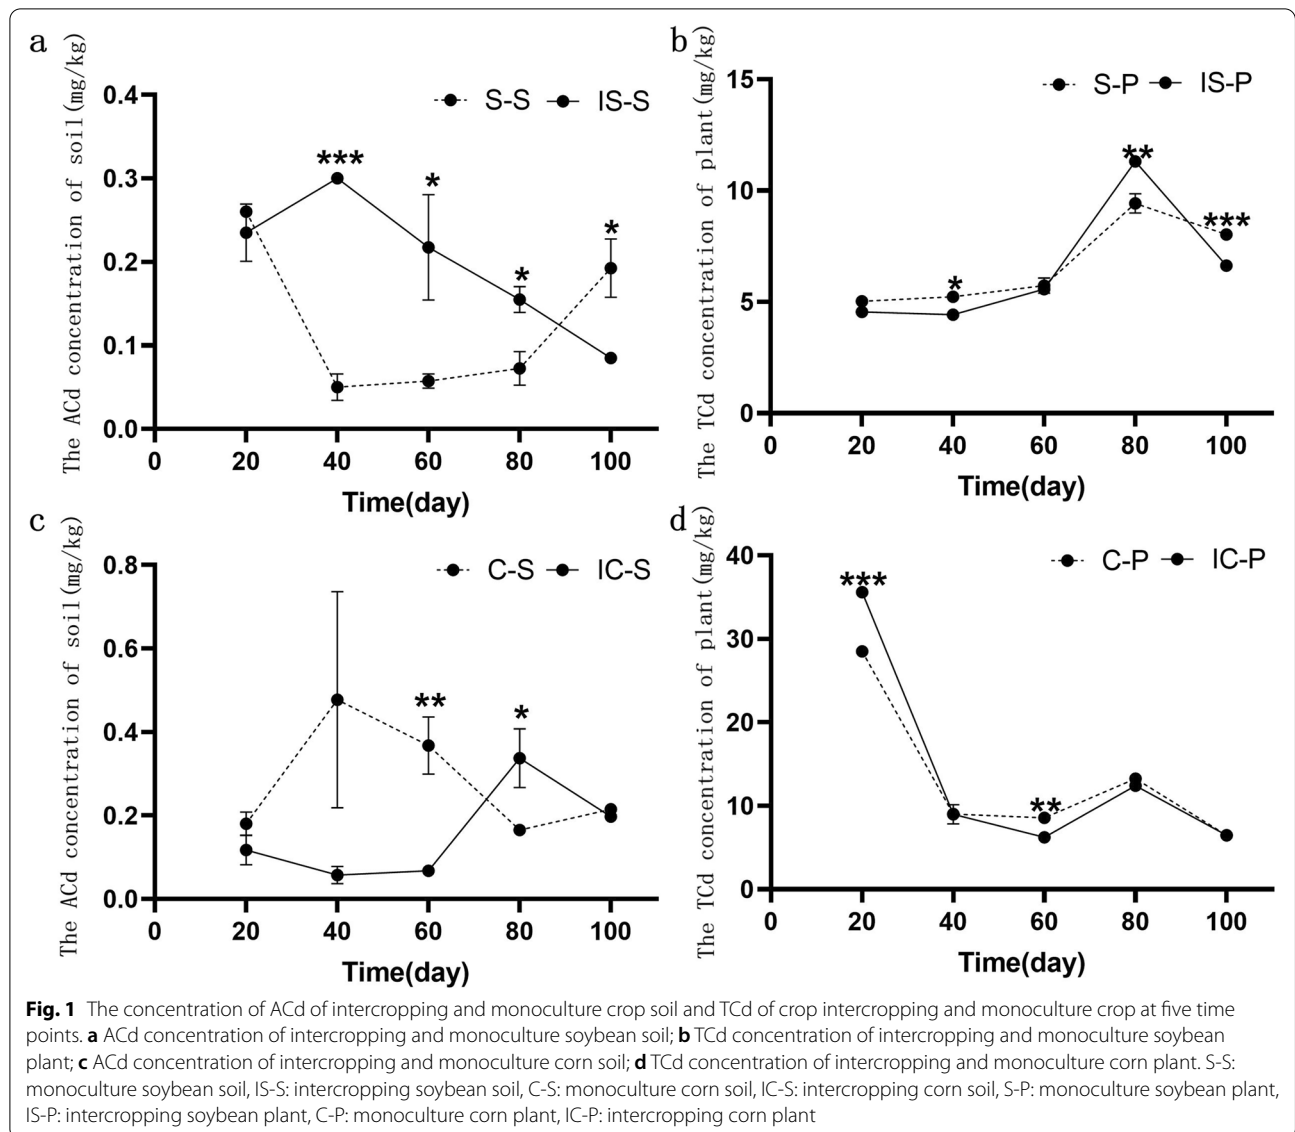 a
The ACd concentration of soil(mg/kg)
0.4
0.3
0.2
0.1
0.0
S-S IS-S
***
*
*
*
0 20 40 60 80 100
Time(day)
b
The TCd concentration of plant(mg/kg)
15
10
5
0
S-P IS-P
*
**
***
0 20 40 60 80 100
Time(day)
c
The ACd concentration of soil(mg/kg)
0.8
0.6
0.4
0.2
0.0
C-S IC-S
**
*
0 20 40 60 80 100
Time(day)
d
The TCd concentration of plant(mg/kg)
40
30
20
10
0
C-P IC-P
***
**
0 20 40 60 80 100
Time(day)
Fig. 1 The concentration of ACd of intercropping and monoculture crop soil and TCd of crop intercropping and monoculture crop at five time
points. a ACd concentration of intercropping and monoculture soybean soil; b TCd concentration of intercropping and monoculture soybean
plant; c ACd concentration of intercropping and monoculture corn soil; d TCd concentration of intercropping and monoculture corn plant. S-S:
monoculture soybean soil, IS-S: intercropping soybean soil, C-S: monoculture corn soil, IC-S: intercropping corn soil, S-P: monoculture soybean plant,
IS-P: intercropping soybean plant, C-P: monoculture corn plant, IC-P: intercropping corn plant